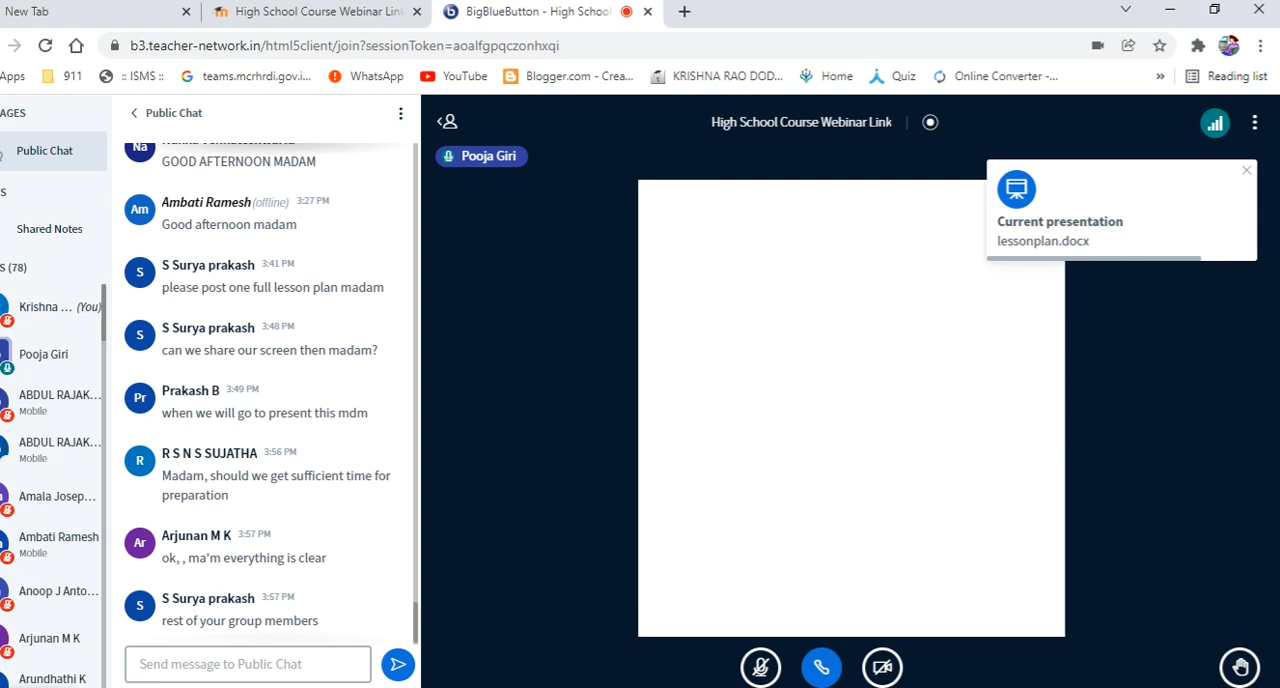 New Tab
High School Course Webinar Lin
BigBlueButton - High School
b3.teacher-network.in/html5client/join?sessionToken=aoalfgpqczonhxqi
Apps
911
:: ISMS ::
teams.mcrhrdi.gov.i...
WhatsApp
YouTube
Blogger.com - Crea...
KRISHNA RAO DOD...
Home
Quiz
Online Converter -...
»
Reading list
AGES
Public Chat
S
Shared Notes
S (78)
Krishna ... (You)
Pooja Giri
ABDUL RAJAK...
Mobile
ABDUL RAJAK...
Mobile
Amala Josep...
Ambati Ramesh
Mobile
Anoop J Anto...
Arjunan M K
Arundhathi K
Public Chat
Na
GOOD AFTERNOON MADAM
Am
Ambati Ramesh (offline) 3:27 PM
Good afternoon madam
S
S Surya prakash 3:41 PM
please post one full lesson plan madam
S
S Surya prakash 3:48 PM
can we share our screen then madam?
Pr
Prakash B 3:49 PM
when we will go to present this mdm
R
R S N S SUJATHA 3:56 PM
Madam, should we get sufficient time for
preparation
Ar
Arjunan M K 3:57 PM
ok, , ma'm everything is clear
S
S Surya prakash 3:57 PM
rest of your group members
Send message to Public Chat
High School Course Webinar Link
Pooja Giri
Current presentation
lessonplan.docx